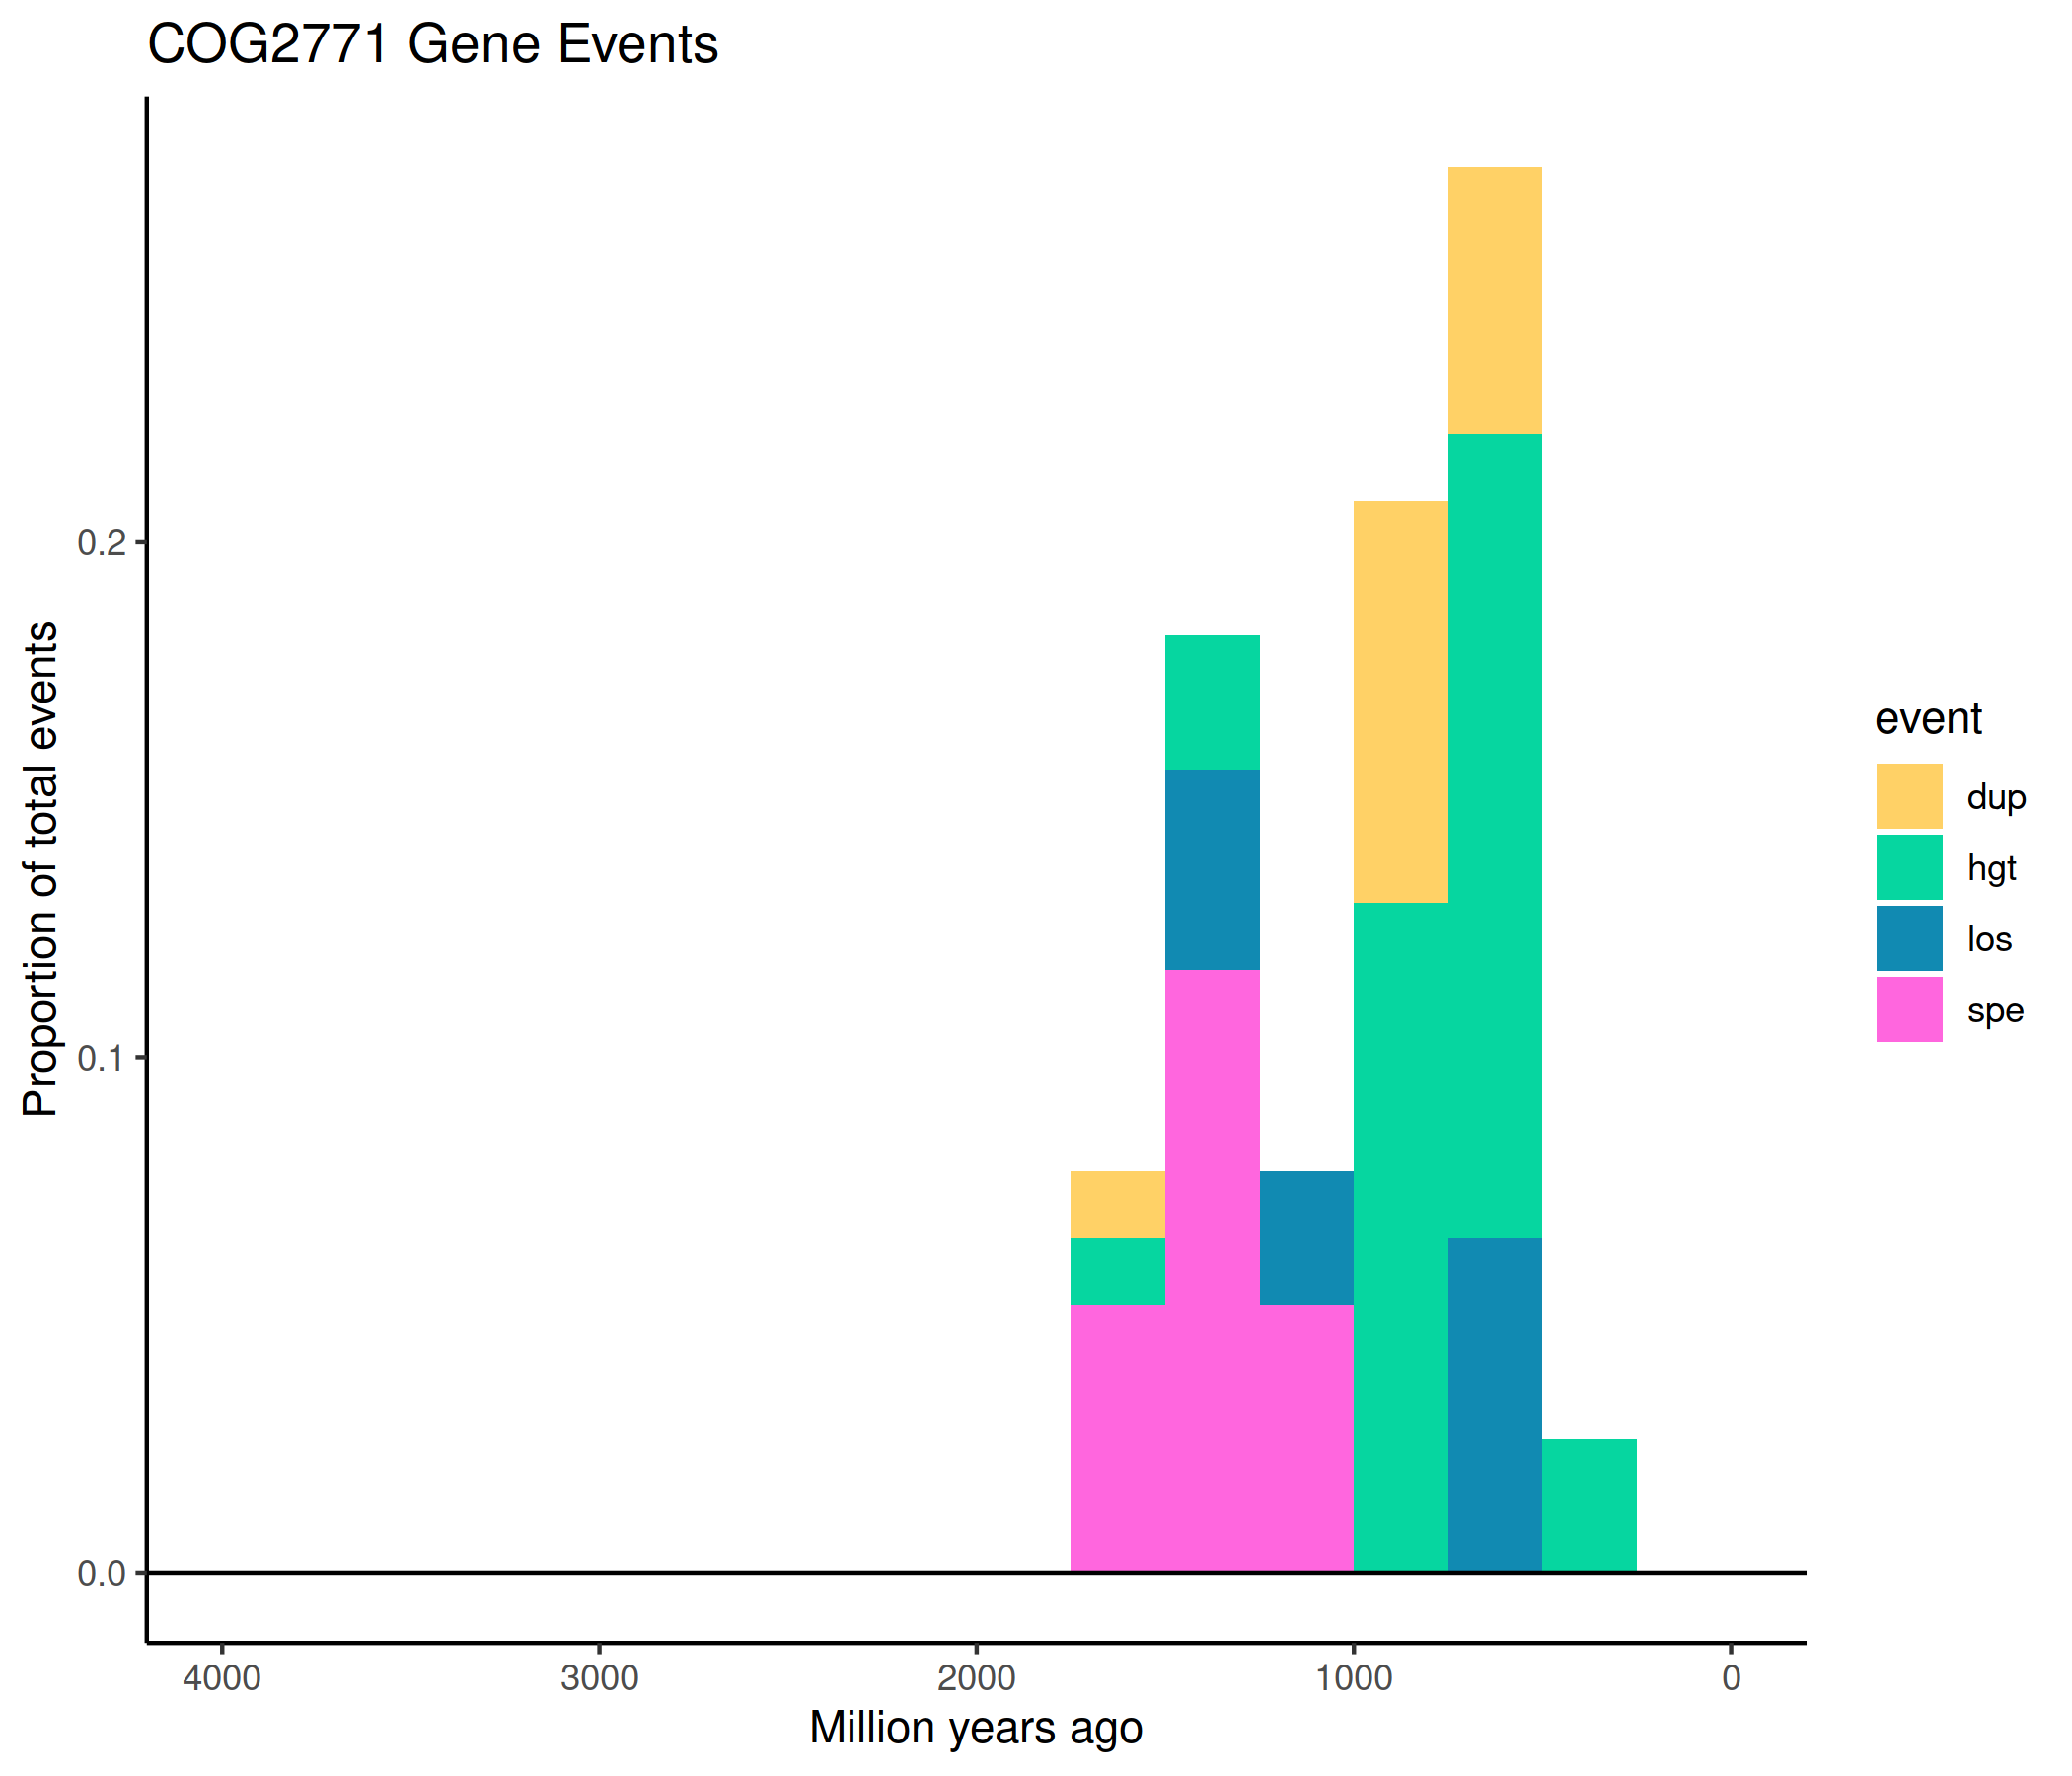 COG2771 Gene Events
Proportion of total events
0.2
0.1
0.0
4000 3000 2000 1000 0
Million years ago
event
dup
hgt
los
spe